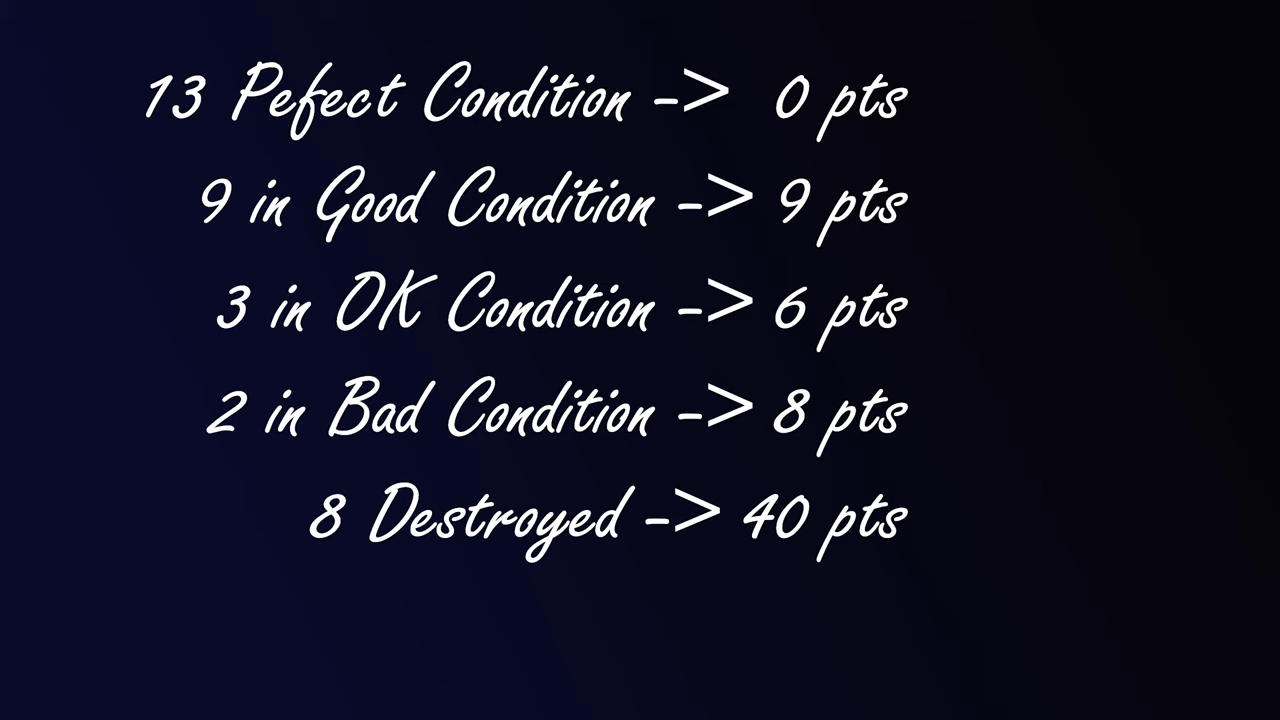 13 Pefect Condition -> 0 pts
9 in Good Condition -> 9 pts
3 in OK Condition -> 6 pts
2 in Bad Condition -> 8 pts
8 Destroyed -> 40 pts